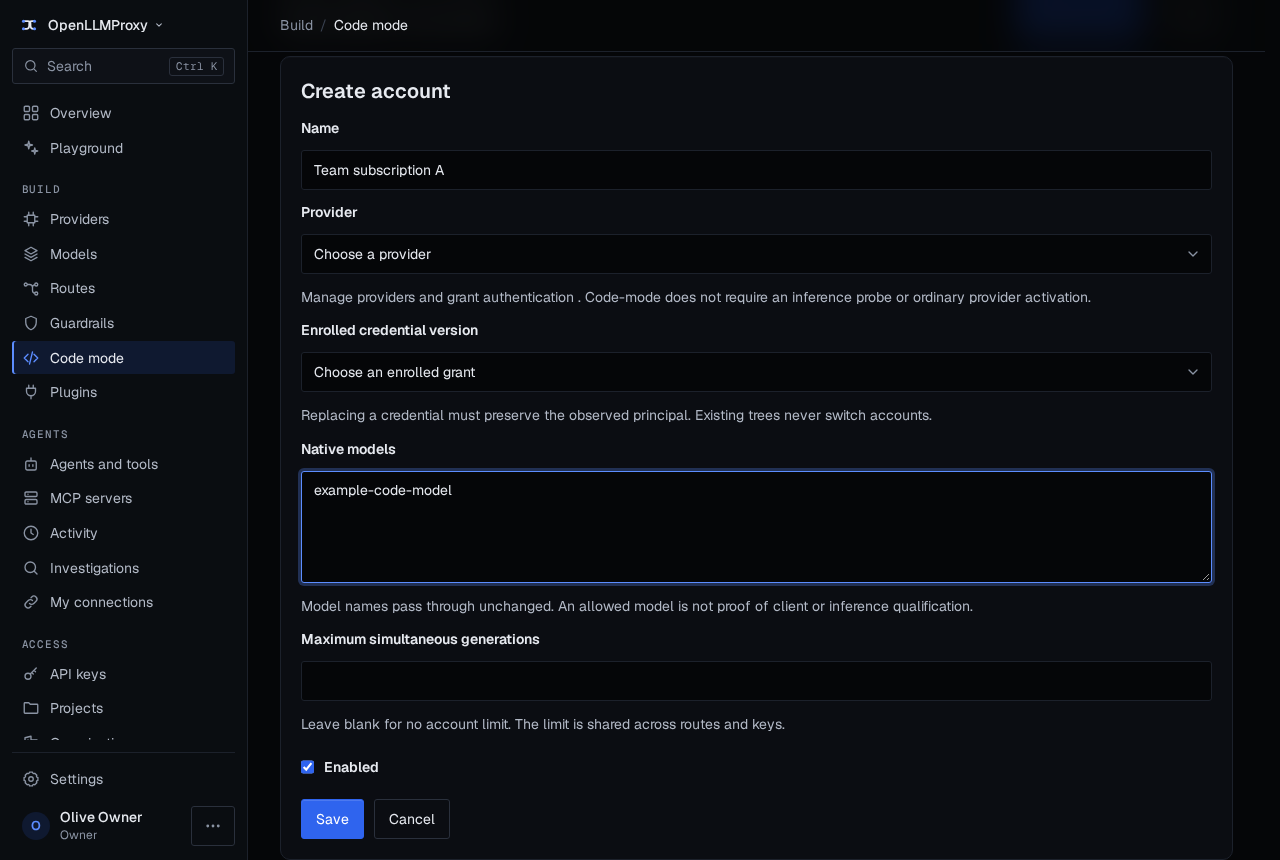 OpenLLMProxy
Search
Ctrl K
Overview
Playground
BUILD
Providers
Models
Routes
Guardrails
Code mode
Plugins
AGENTS
Agents and tools
MCP servers
Activity
Investigations
My connections
ACCESS
API keys
Projects
Settings
O
Olive Owner
Owner
Build / Code mode
Create account
Name
Team subscription A
Provider
Choose a provider
Manage providers and grant authentication . Code-mode does not require an inference probe or ordinary provider activation.
Enrolled credential version
Choose an enrolled grant
Replacing a credential must preserve the observed principal. Existing trees never switch accounts.
Native models
example-code-model
Model names pass through unchanged. An allowed model is not proof of client or inference qualification.
Maximum simultaneous generations
Leave blank for no account limit. The limit is shared across routes and keys.
Enabled
Save
Cancel